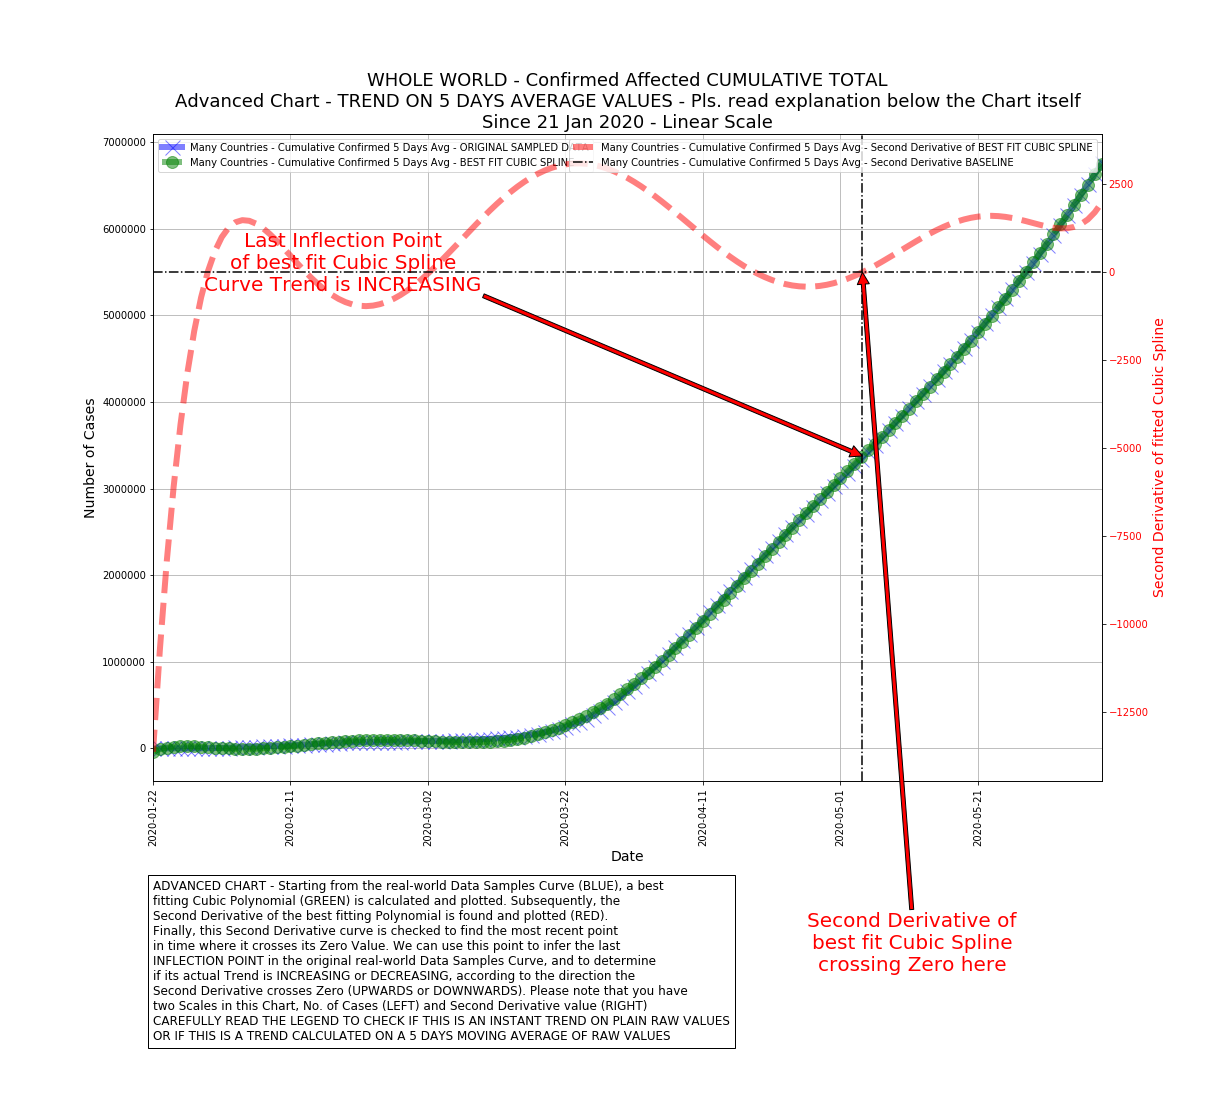 WHOLE WORLD - Confirmed Affected CUMULATIVE TOTAL
Advanced Chart - TREND ON 5 DAYS AVERAGE VALUES - Pls. read explanation below the Chart itself
Since 21 Jan 2020 - Linear Scale
Many Countries - Cumulative Confirmed 5 Days Avg - ORIGINAL SAMPLED DATA
Many Countries - Cumulative Confirmed 5 Days Avg - BEST FIT CUBIC SPLINE
Many Countries - Cumulative Confirmed 5 Days Avg - Second Derivative of BEST FIT CUBIC SPLINE
Many Countries - Cumulative Confirmed 5 Days Avg - Second Derivative BASELINE
7000000
6000000
5000000
4000000
3000000
2000000
1000000
0
Number of Cases
Last Inflection Point
of best fit Cubic Spline
Curve Trend is INCREASING
2500
0
−2500
−5000
−7500
−10000
−12500
Second Derivative of fitted Cubic Spline
2020-01-22
2020-02-11
2020-03-02
2020-03-22
2020-04-11
2020-05-01
2020-05-21
Date
Second Derivative of
best fit Cubic Spline
crossing Zero here
ADVANCED CHART - Starting from the real-world Data Samples Curve (BLUE), a best
fitting Cubic Polynomial (GREEN) is calculated and plotted. Subsequently, the
Second Derivative of the best fitting Polynomial is found and plotted (RED).
Finally, this Second Derivative curve is checked to find the most recent point
in time where it crosses its Zero Value. We can use this point to infer the last
INFLECTION POINT in the original real-world Data Samples Curve, and to determine
if its actual Trend is INCREASING or DECREASING, according to the direction the
Second Derivative crosses Zero (UPWARDS or DOWNWARDS). Please note that you have
two Scales in this Chart, No. of Cases (LEFT) and Second Derivative value (RIGHT)
CAREFULLY READ THE LEGEND TO CHECK IF THIS IS AN INSTANT TREND ON PLAIN RAW VALUES
OR IF THIS IS A TREND CALCULATED ON A 5 DAYS MOVING AVERAGE OF RAW VALUES